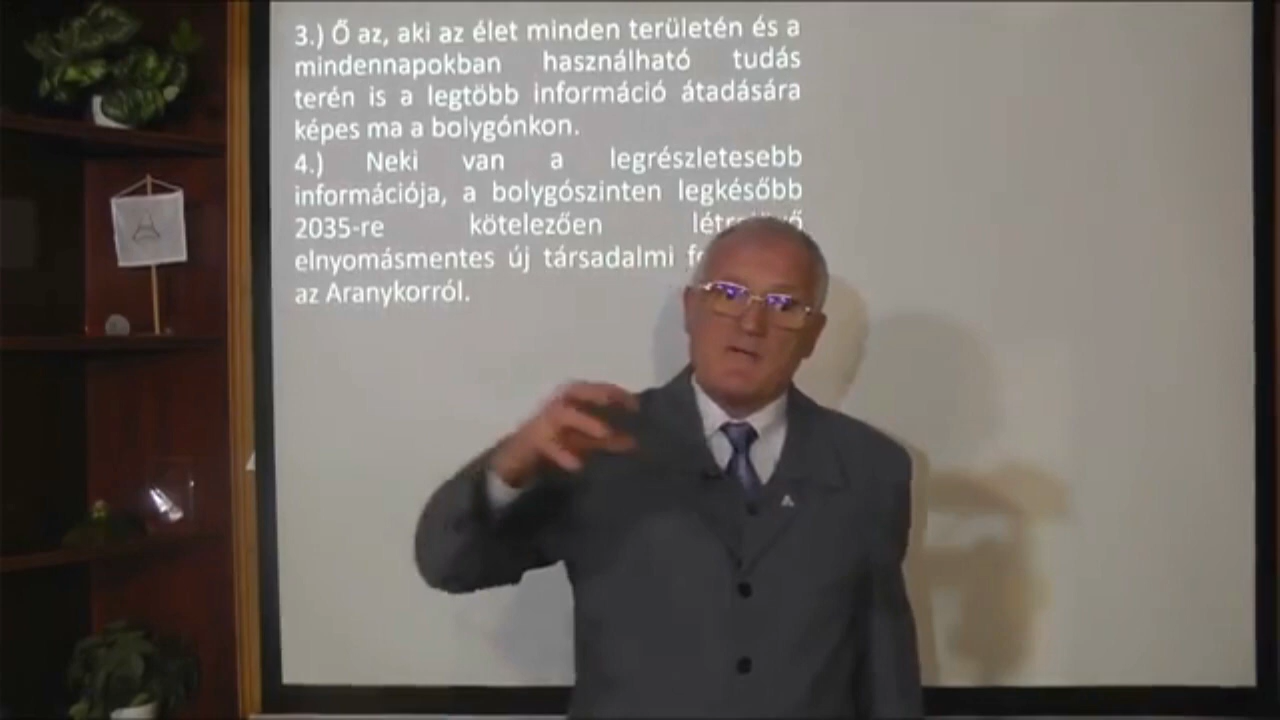 3.) Ő az, aki az élet minden területén és a
mindennapokban használható tudás
terén is a legtöbb információ átadására
képes ma a bolygónkon.
4.) Neki van a legrészletesebb
információja, a bolygószinten legkésőbb
2035-re kötelezően
elnyomásmentes új társadalmi
az Aranykorról.